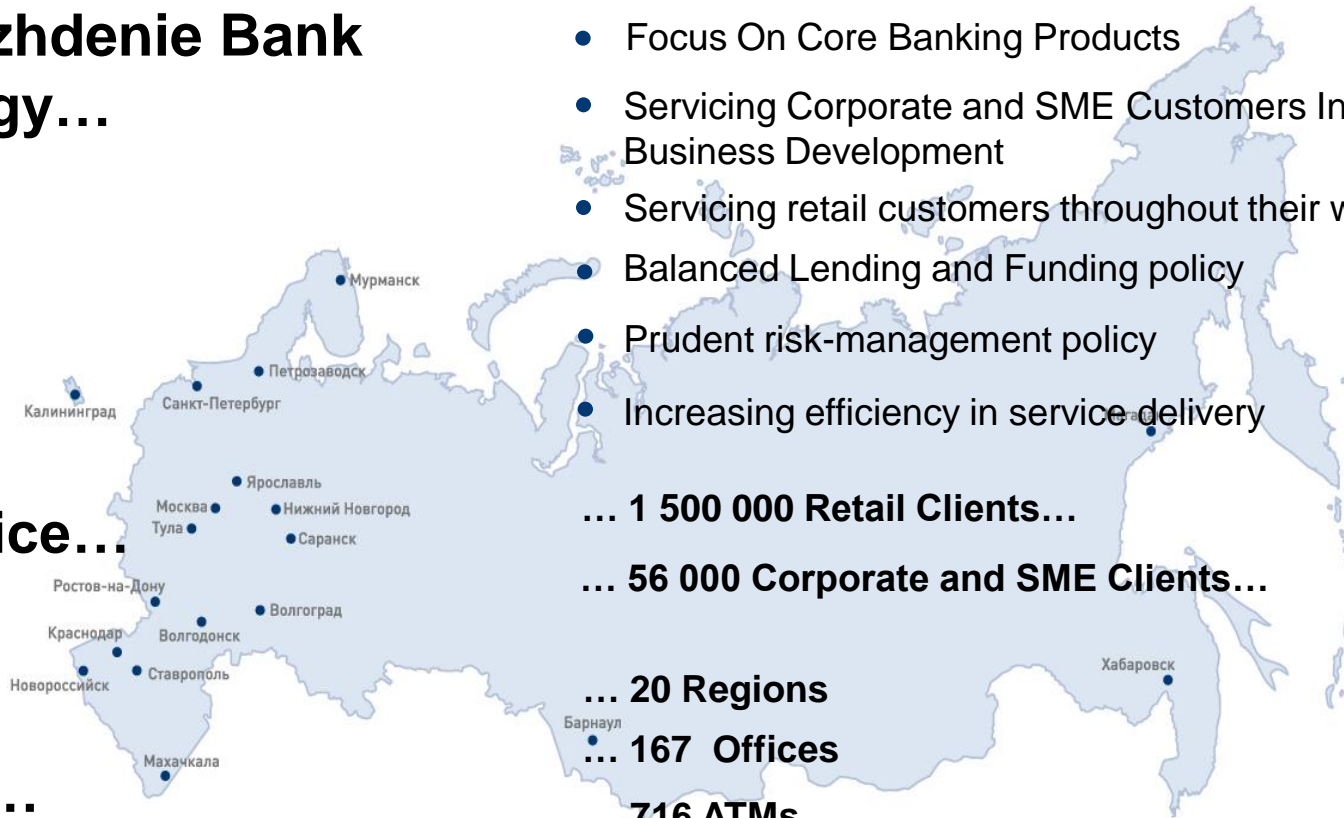 zhdenie Bank
gy…
Focus On Core Banking Products
Servicing Corporate and SME Customers In
Business Development
Servicing retail customers throughout their w
Balanced Lending and Funding policy
Prudent risk-management policy
Increasing efficiency in service delivery
Мурманск
Петрозаводск
Санкт-Петербург
Калининград
Ярославль
Москва
Нижний Новгород
Тула
Саранск
ice…
Ростов-на-Дону
Волгоград
Краснодар
Волгодонск
Ставрополь
Новороссийск
Махачкала
Барнаул
Хабаровск
… 1 500 000 Retail Clients…
… 56 000 Corporate and SME Clients…
… 20 Regions
… 167 Offices
716 ATMs
…